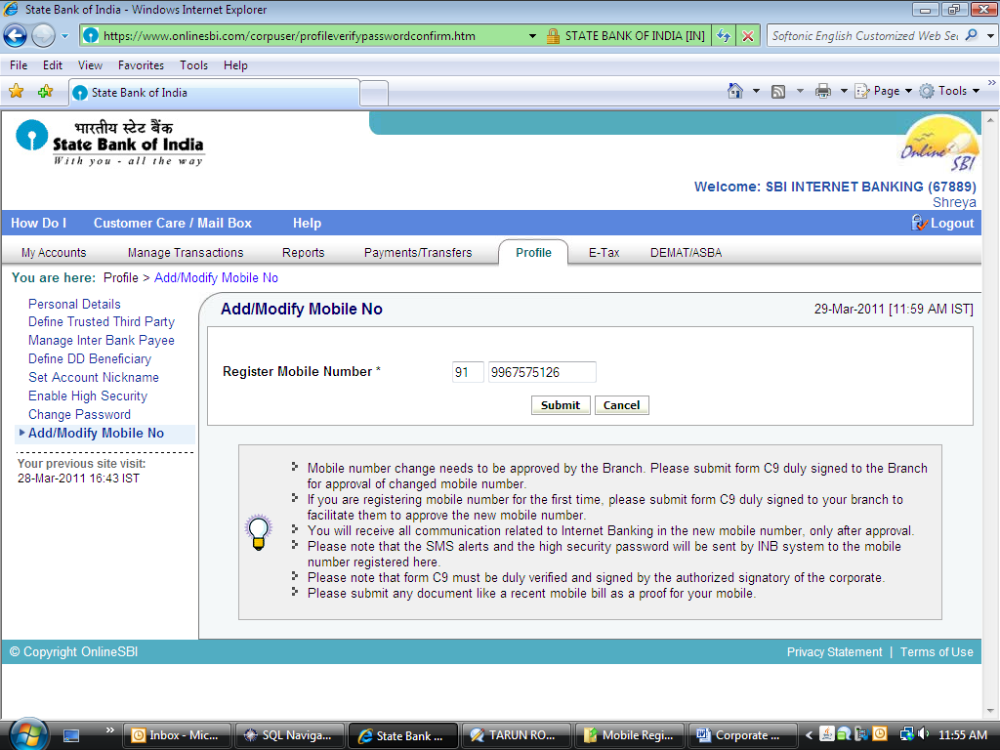 State Bank of India - Windows Internet Explorer
https://www.onlinesbi.com/corpuser/profileverifypasswordconfirm.htm
STATE BANK OF INDIA [IN]
Softonic English Customized Web Se
File Edit View Favorites Tools Help
State Bank of India
Page Tools »
भारतीय स्टेट बैंक
State Bank of India
With you - all the way
Online SBI
Welcome: SBI INTERNET BANKING (67889)
Shreya
How Do I Customer Care / Mail Box Help Logout
My Accounts Manage Transactions Reports Payments/Transfers Profile E-Tax DEMAT/ASBA
You are here: Profile > Add/Modify Mobile No
Personal Details
Define Trusted Third Party
Manage Inter Bank Payee
Define DD Beneficiary
Set Account Nickname
Enable High Security
Change Password
Add/Modify Mobile No
Your previous site visit:
28-Mar-2011 16:43 IST
Add/Modify Mobile No 29-Mar-2011 [11:59 AM IST]
Register Mobile Number * 91 9967575126
Submit Cancel
Mobile number change needs to be approved by the Branch. Please submit form C9 duly signed to the Branch
for approval of changed mobile number.
If you are registering mobile number for the first time, please submit form C9 duly signed to your branch to
facilitate them to approve the new mobile number.
You will receive all communication related to Internet Banking in the new mobile number, only after approval.
Please note that the SMS alerts and the high security password will be sent by INB system to the mobile
number registered here.
Please note that form C9 must be duly verified and signed by the authorized signatory of the corporate.
Please submit any document like a recent mobile bill as a proof for your mobile.
© Copyright OnlineSBI Privacy Statement | Terms of Use
» Inbox - Mic... SQL Naviga... State Bank ... TARUN RO... Mobile Regi... Corporate ... 11:55 AM